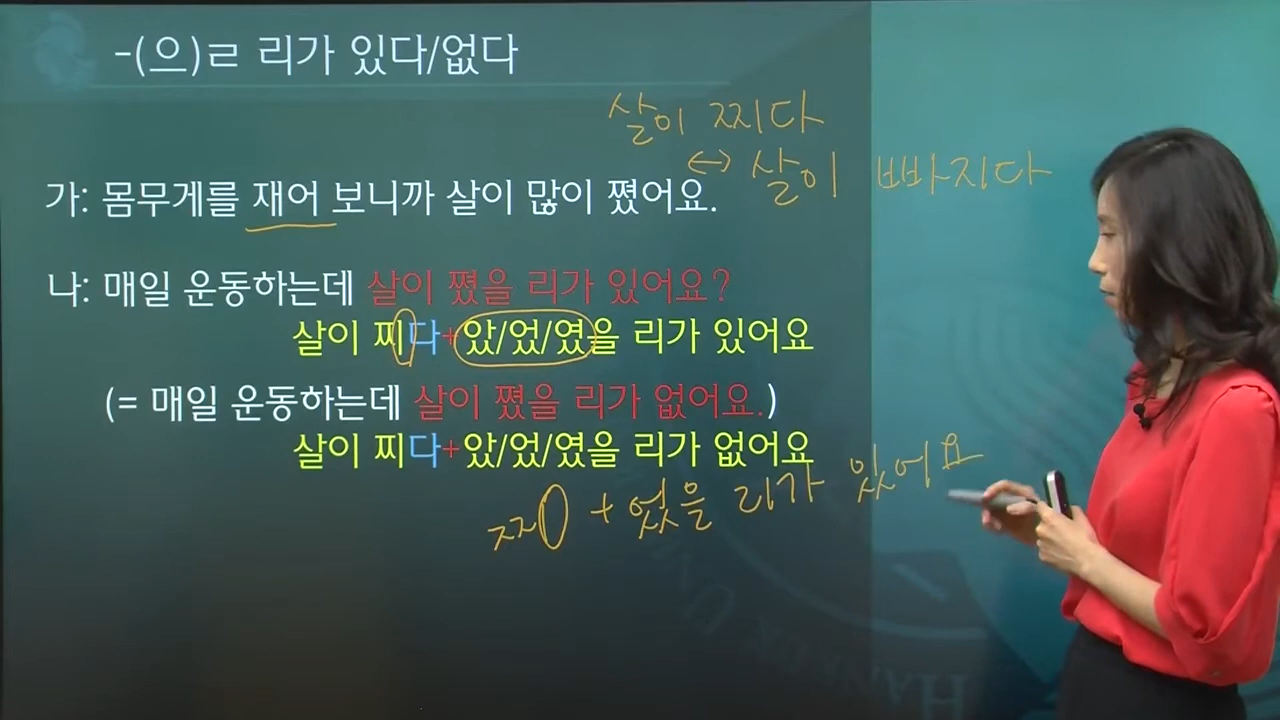 -(으)ㄹ 리가 있다/없다
살이 찌다
↔ 살이 빠지다
가: 몸무게를 재어 보니까 살이 많이 쪘어요.
나: 매일 운동하는데 살이 쪘을 리가 있어요?
살이 찌다+았/었/였을 리가 있어요
(= 매일 운동하는데 살이 쪘을 리가 없어요.)
살이 찌다+았/었/였을 리가 없어요
찌 + 었을 리가 있어요
HANKUK